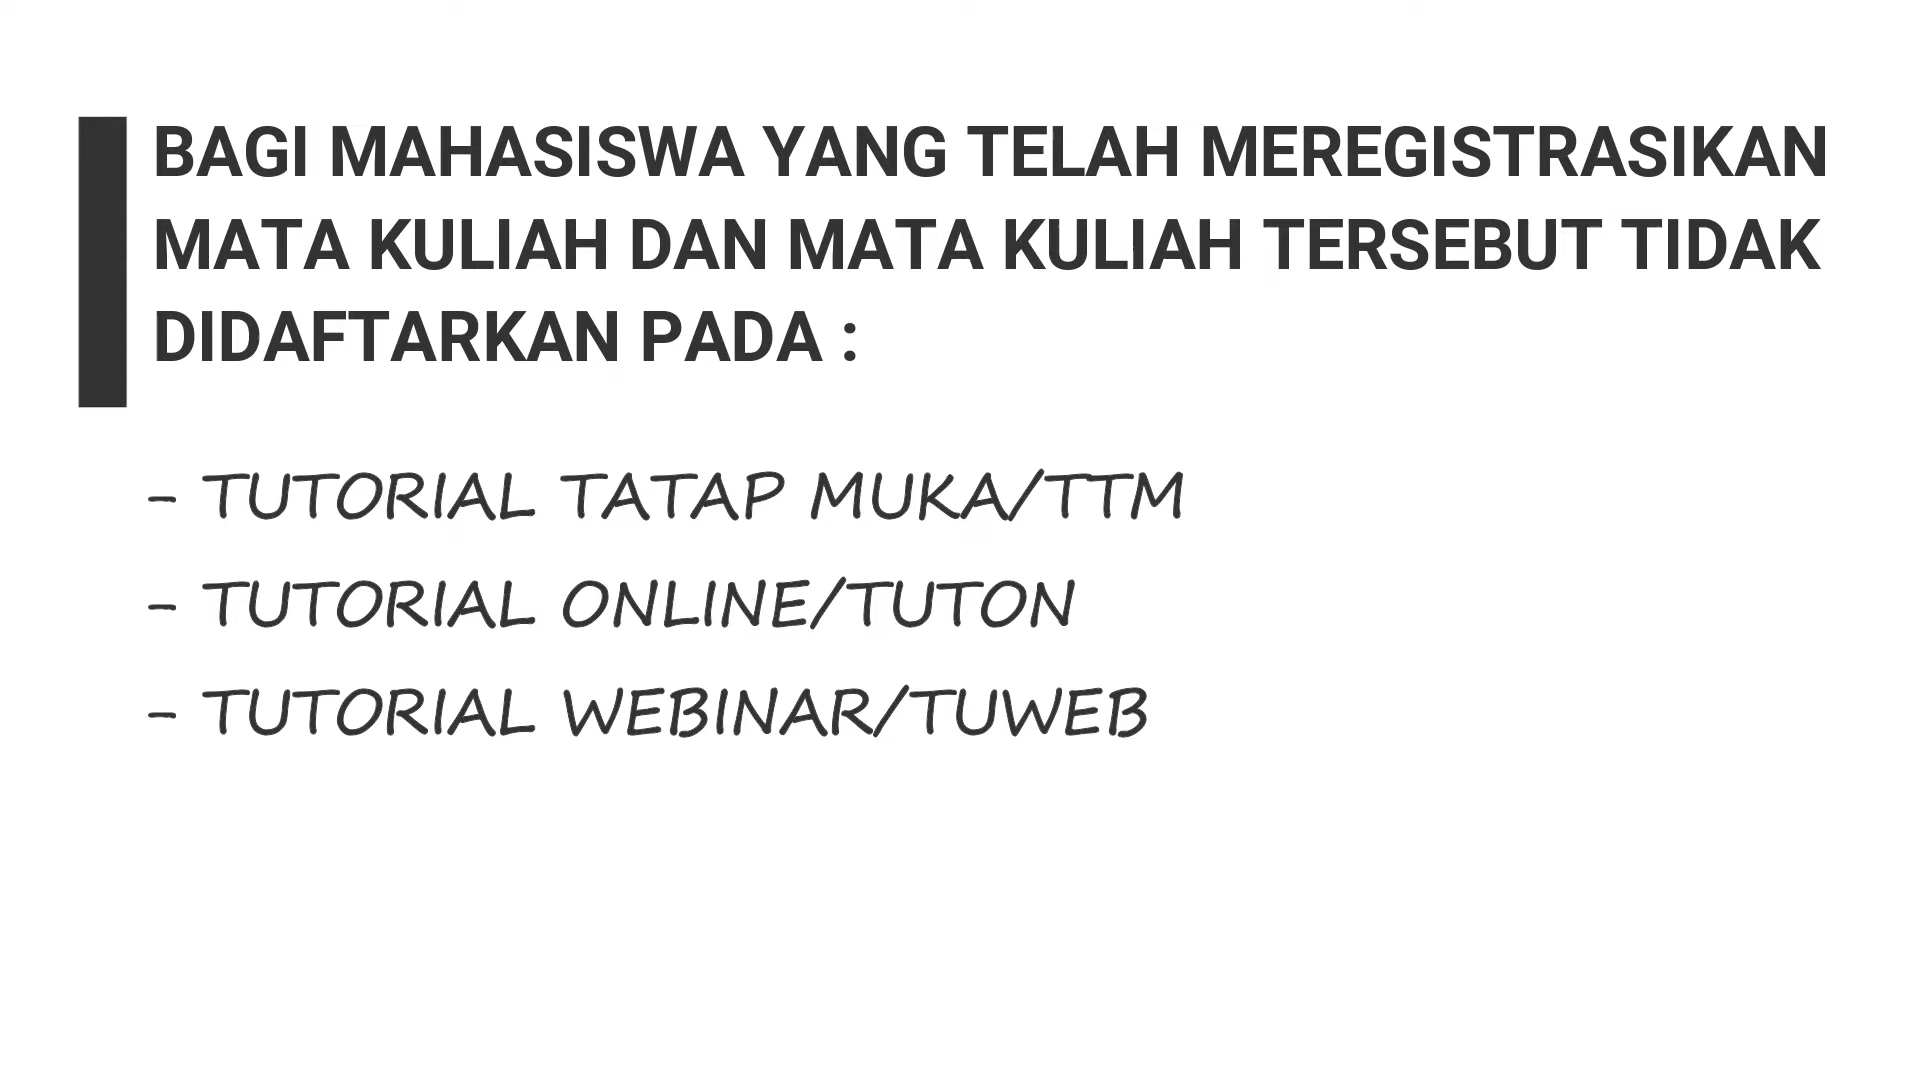 BAGI MAHASISWA YANG TELAH MEREGISTRASIKAN
MATA KULIAH DAN MATA KULIAH TERSEBUT TIDAK
DIDAFTARKAN PADA :
- TUTORIAL TATAP MUKA/TTM
- TUTORIAL ONLINE/TUTON
- TUTORIAL WEBINAR/TUWEB